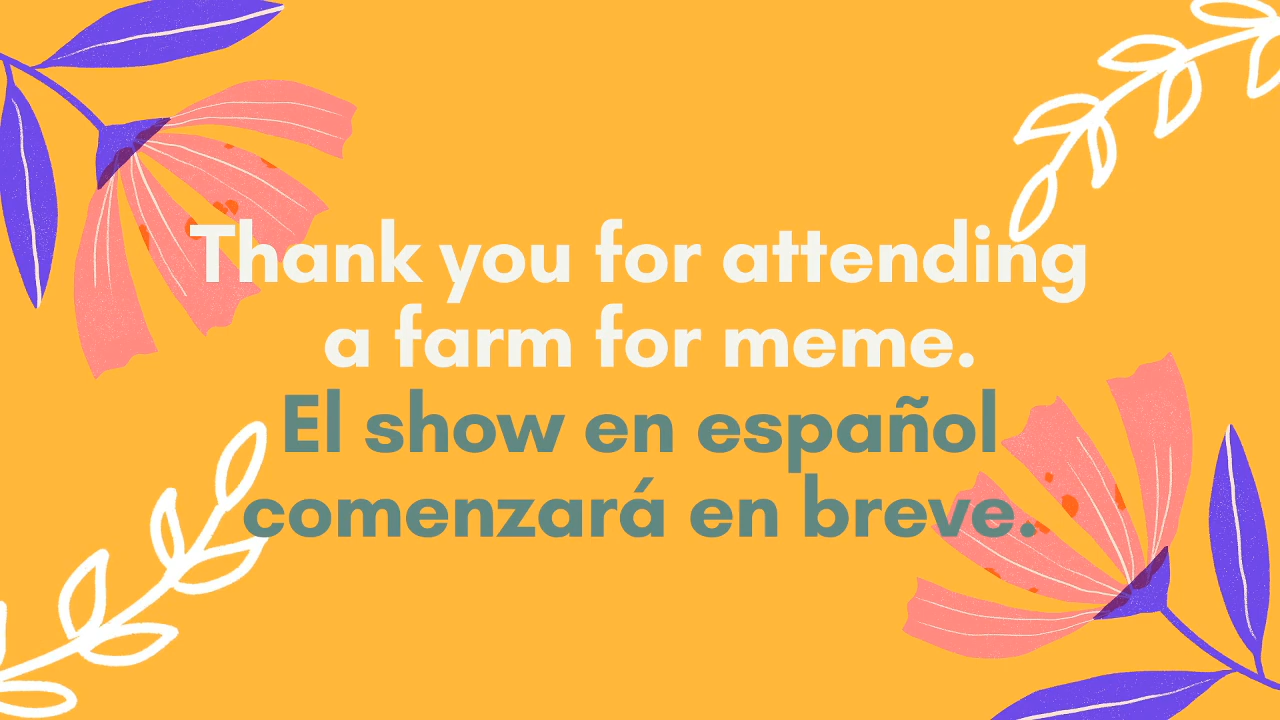 Thank you for attending
a farm for meme.
El show en español
comenzará en breve.